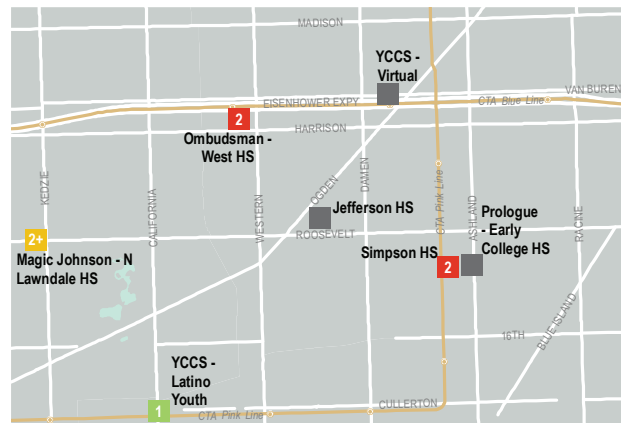 MADISON
YCCS -
Virtual
VAN BUREN
EISENHOWER EXPY
CTA Blue Line
2
HARRISON
Ombudsman -
West HS
KEDZIE
CALIFORNIA
WESTERN
OGDEN
DAMEN
CTA Pink Line
ASHLAND
RACINE
Jefferson HS
Prologue -
Early
College HS
ROOSEVELT
2+
Simpson HS
2
Magic Johnson - N
Lawndale HS
BLUE ISLAND
16TH
YCCS -
Latino
Youth
1
CTA Pink Line
CULLERTON